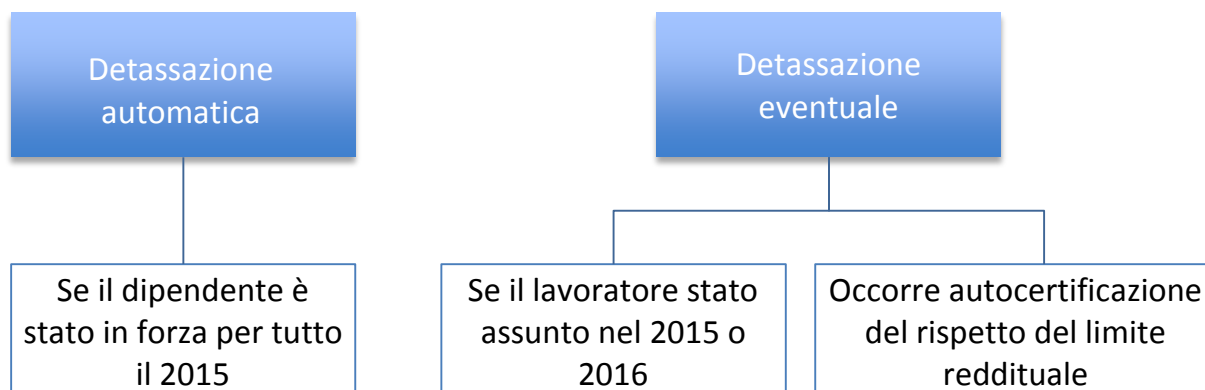 Detassazione
automatica
Detassazione
eventuale
Se il dipendente è
stato in forza per tutto
il 2015
Se il lavoratore stato
assunto nel 2015 o
2016
Occorre autocertificazione
del rispetto del limite
reddituale